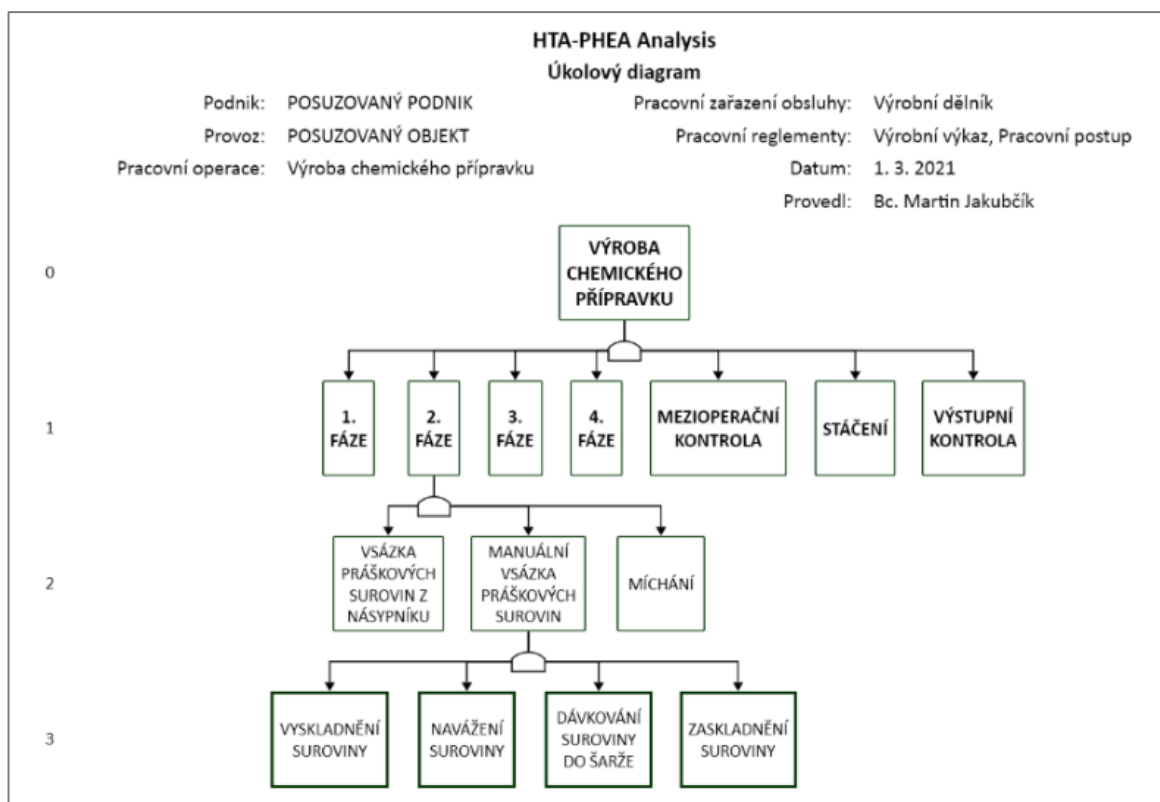 HTA-PHEA Analysis
Úkolový diagram
Podnik: POSUZOVANÝ PODNIK
Pracovní zařazení obsluhy: Výrobní dělník
Provoz: POSUZOVANÝ OBJEKT
Pracovní reglementy: Výrobní výkaz, Pracovní postup
Pracovní operace: Výroba chemického přípravku
Datum: 1. 3. 2021
Provedl: Bc. Martin Jakubčík
0
VÝROBA
CHEMICKÉHO
PŘÍPRAVKU
1
1.
FÁZE
2.
FÁZE
3.
FÁZE
4.
FÁZE
MEZIOPERAČNÍ
KONTROLA
STÁČENÍ
VÝSTUPNÍ
KONTROLA
2
VSÁZKA
PRÁŠKOVÝCH
SUROVIN Z
NÁSYPNÍKU
MANUÁLNÍ
VSÁZKA
PRÁŠKOVÝCH
SUROVIN
MÍCHÁNÍ
3
VYSKLADNĚNÍ
SUROVINY
NAVÁŽENÍ
SUROVINY
DÁVKOVÁNÍ
SUROVINY
DO ŠARŽE
ZASKLADNĚNÍ
SUROVINY